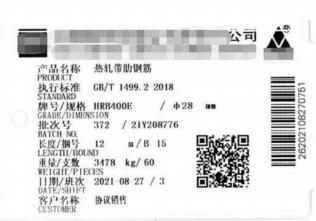 公司
产品名称 热轧带肋钢筋
PRODUCT
执行标准 GB/T 1499.2-2018
STANDARD
牌号/规格 HRB400E / Φ28 mm
GRADE/DIMENSION
批次号 372 / 21Y208776
BATCH NO.
长度/捆号 12 m/B 15
LENGTH/BOUND
重量/支数 3478 kg/60
WEIGHT/PIECES
日期/班次 2021-08-27 / 3
DATE/SHIFT
客户名称 协议销售
CUSTOMER
26202108270751